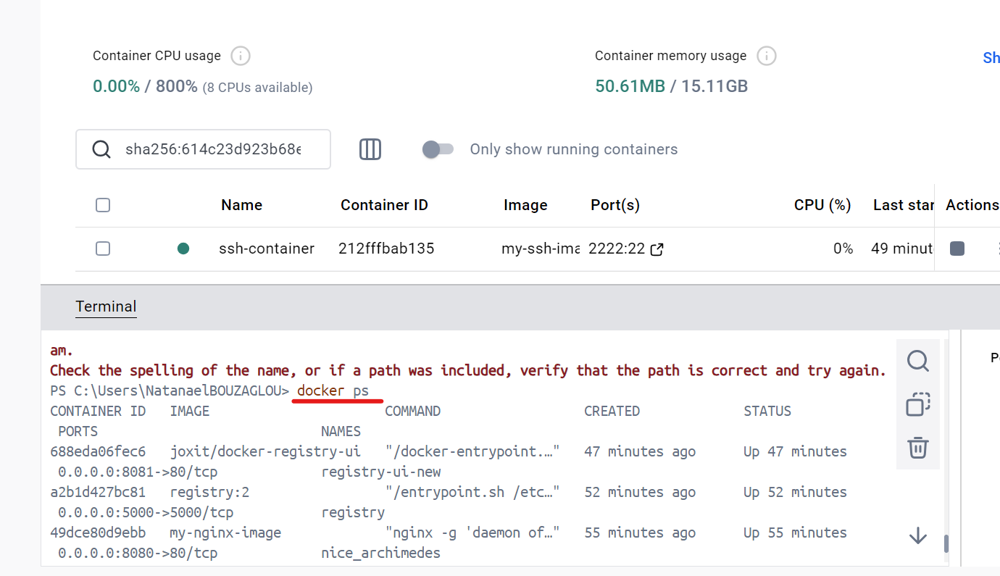 Container CPU usage
Container memory usage
Sh
0.00% / 800% (8 CPUs available)
50.61MB / 15.11GB
sha256:614c23d923b68e
Only show running containers
Name Container ID Image Port(s) CPU (%) Last star Actions
ssh-container 212fffbab135 my-ssh-ima 2222:22 0% 49 minut
Terminal
am.
Check the spelling of the name, or if a path was included, verify that the path is correct and try again.
PS C:\Users\NatanaelBOUZAGLOU> docker ps
CONTAINER ID IMAGE COMMAND CREATED STATUS
PORTS NAMES
688eda06fec6 joxit/docker-registry-ui "/docker-entrypoint.…" 47 minutes ago Up 47 minutes
0.0.0.0:8081->80/tcp registry-ui-new
a2b1d427bc81 registry:2 "/entrypoint.sh /etc…" 52 minutes ago Up 52 minutes
0.0.0.0:5000->5000/tcp registry
49dce80d9ebb my-nginx-image "nginx -g 'daemon of…" 55 minutes ago Up 55 minutes
0.0.0.0:8080->80/tcp nice_archimedes